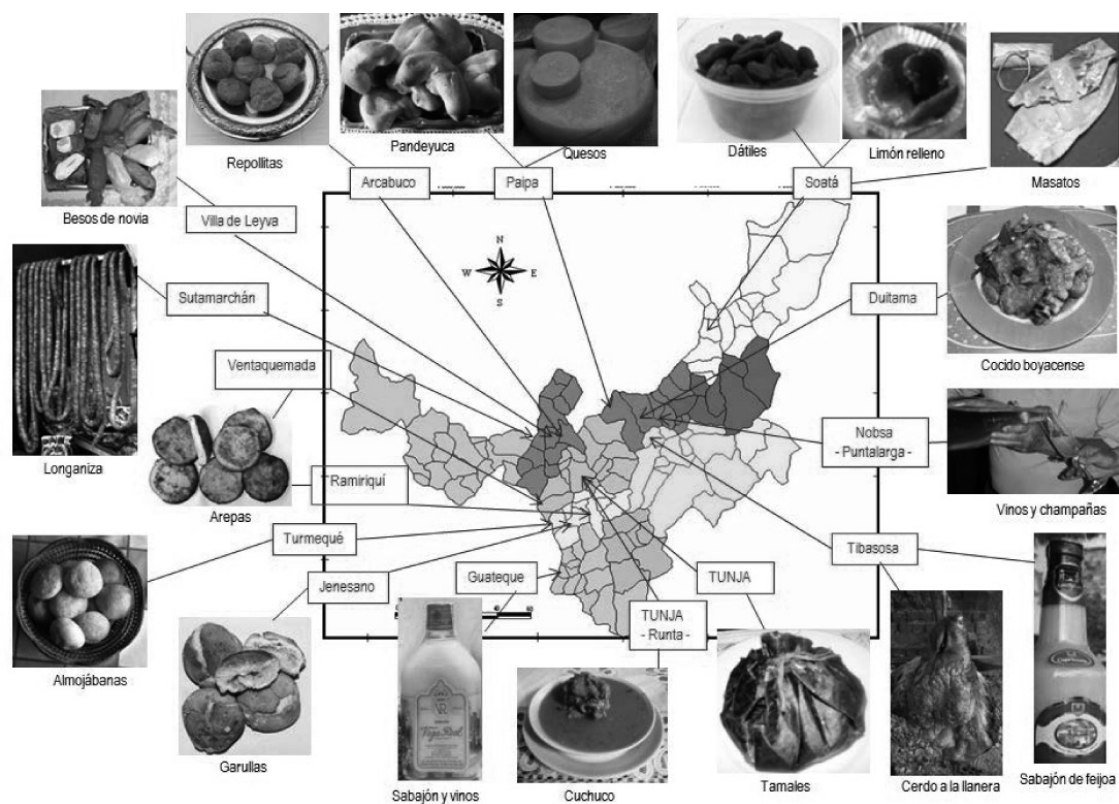 Repollitas
Pandeyuca
Quesos
Dátiles
Limón relleno
Masatos
Besos de novia
Arcabuco
Paipa
Soatá
Villa de Leyva
Sutamarchán
Duitama
Cocido boyacense
Longaniza
Ventaquemada
Nobsa
- Puntalarga -
Vinos y champañas
Arepas
Ramiriquí
Turmequé
Tibasosa
Almojábanas
Jenesano
Guateque
TUNJA
TUNJA
- Runta -
Garullas
Sabajón y vinos
Cuchuco
Tamales
Cerdo a la llanera
Sabajón de feijoa
N
W
E
S